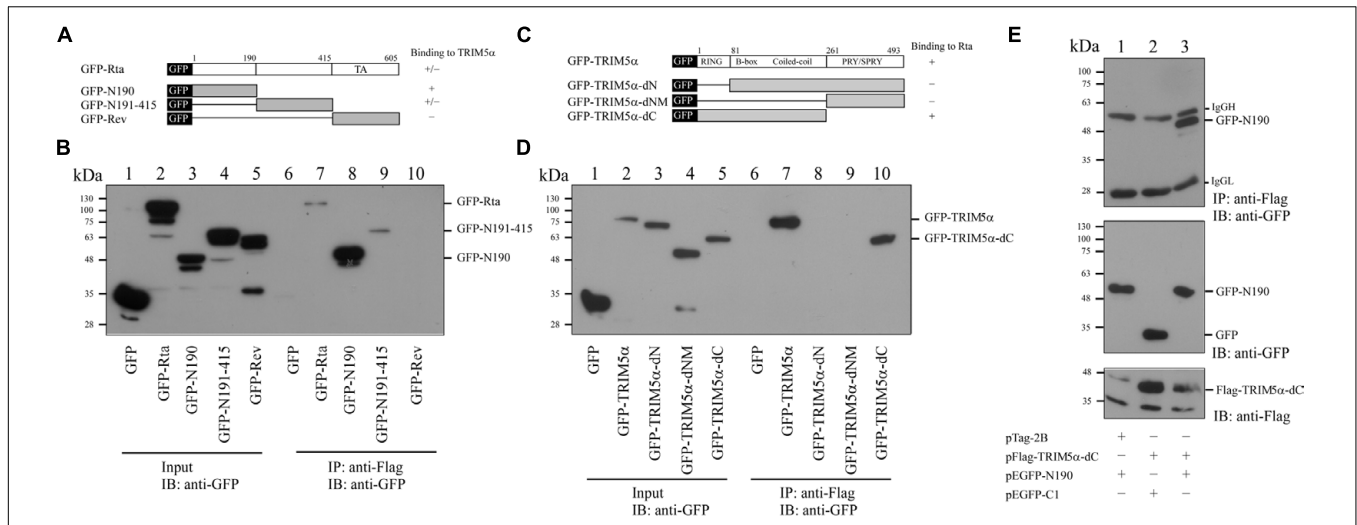 A
1 190 415 605
Binding to TRIM5α
GFP-Rta GFP TA +/−
GFP-N190 GFP +
GFP-N191-415 GFP +/−
GFP-Rev GFP −
B
kDa 1 2 3 4 5 6 7 8 9 10
130
100
75
63
48
35
28
GFP-Rta
GFP-N191-415
GFP-N190
GFP
GFP-Rta
GFP-N190
GFP-N191-415
GFP-Rev
GFP
GFP-Rta
GFP-N190
GFP-N191-415
GFP-Rev
Input
IB: anti-GFP
IP: anti-Flag
IB: anti-GFP
C
1 81 261 493
Binding to Rta
GFP-TRIM5α GFP RING B-box Coiled-coil PRY/SPRY +
GFP-TRIM5α-dN GFP −
GFP-TRIM5α-dNM GFP −
GFP-TRIM5α-dC GFP +
D
kDa 1 2 3 4 5 6 7 8 9 10
130
100
75
63
48
35
28
GFP-TRIM5α
GFP-TRIM5α-dC
GFP
GFP-TRIM5α
GFP-TRIM5α-dN
GFP-TRIM5α-dNM
GFP-TRIM5α-dC
GFP
GFP-TRIM5α
GFP-TRIM5α-dN
GFP-TRIM5α-dNM
GFP-TRIM5α-dC
Input
IB: anti-GFP
IP: anti-Flag
IB: anti-GFP
E
kDa 1 2 3
100
75
63
48
35
28
IgGH
GFP-N190
IgGL
IP: anti-Flag
IB: anti-GFP
130
100
75
63
48
35
28
GFP-N190
GFP
IB: anti-GFP
48
35
Flag-TRIM5α-dC
IB: anti-Flag
pTag-2B + − −
pFlag-TRIM5α-dC − + +
pEGFP-N190 + − +
pEGFP-C1 − + −